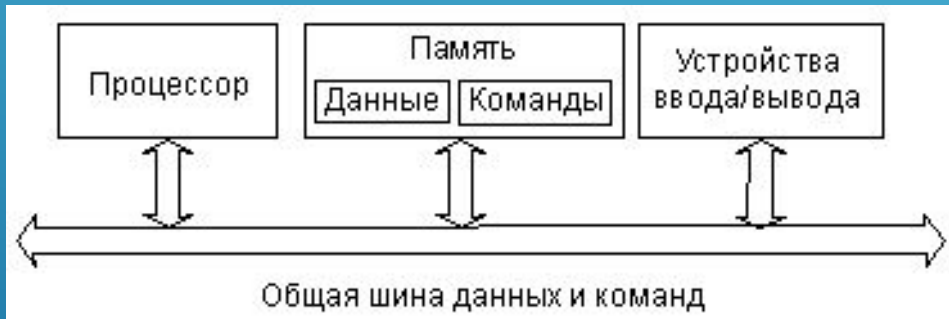 Процессор
Память
Данные
Команды
Устройства
ввода/вывода
Общая шина данных и команд